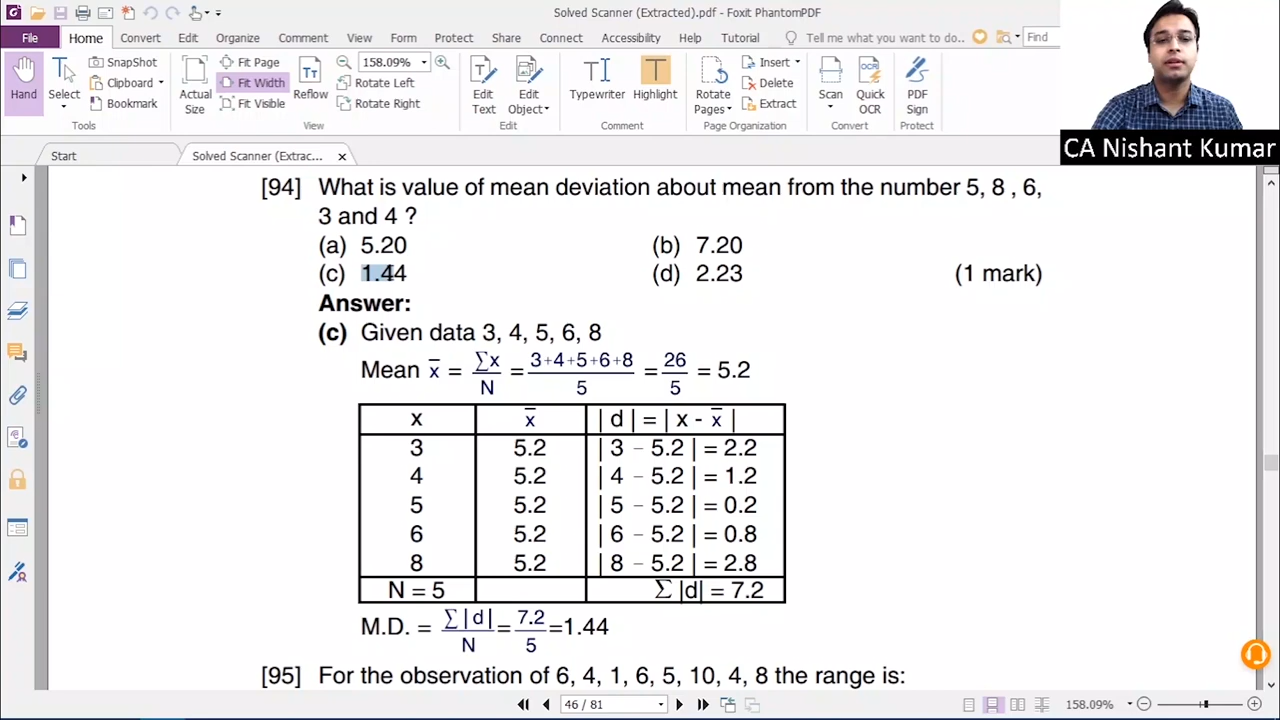 Solved Scanner (Extracted).pdf - Foxit PhantomPDF
File Home Convert Edit Organize Comment View Form Protect Share Connect Accessibility Help Tutorial Tell me what you want to do... Find
Hand
Select
SnapShot
Clipboard
Bookmark
Tools
Actual Size
Fit Page
Fit Width
Fit Visible
Reflow
158.09%
Rotate Left
Rotate Right
View
Edit Text
Edit Object
Edit
Typewriter
Highlight
Comment
Rotate Pages
Insert
Delete
Extract
Page Organization
Scan
Quick OCR
Convert
PDF Sign
Protect
CA Nishant Kumar
Start
Solved Scanner (Extrac...
[94] What is value of mean deviation about mean from the number 5, 8 , 6,
3 and 4 ?
(a) 5.20 (b) 7.20
(c) 1.44 (d) 2.23 (1 mark)
Answer:
(c) Given data 3, 4, 5, 6, 8
Mean x̅ = ∑x/N = 3+4+5+6+8/5 = 26/5 = 5.2
x x̅ | d | = | x - x̅ |
3 5.2 | 3 - 5.2 | = 2.2
4 5.2 | 4 - 5.2 | = 1.2
5 5.2 | 5 - 5.2 | = 0.2
6 5.2 | 6 - 5.2 | = 0.8
8 5.2 | 8 - 5.2 | = 2.8
N = 5 ∑ |d| = 7.2
M.D. = ∑|d|/N = 7.2/5 =1.44
[95] For the observation of 6, 4, 1, 6, 5, 10, 4, 8 the range is:
46 / 81
158.09%